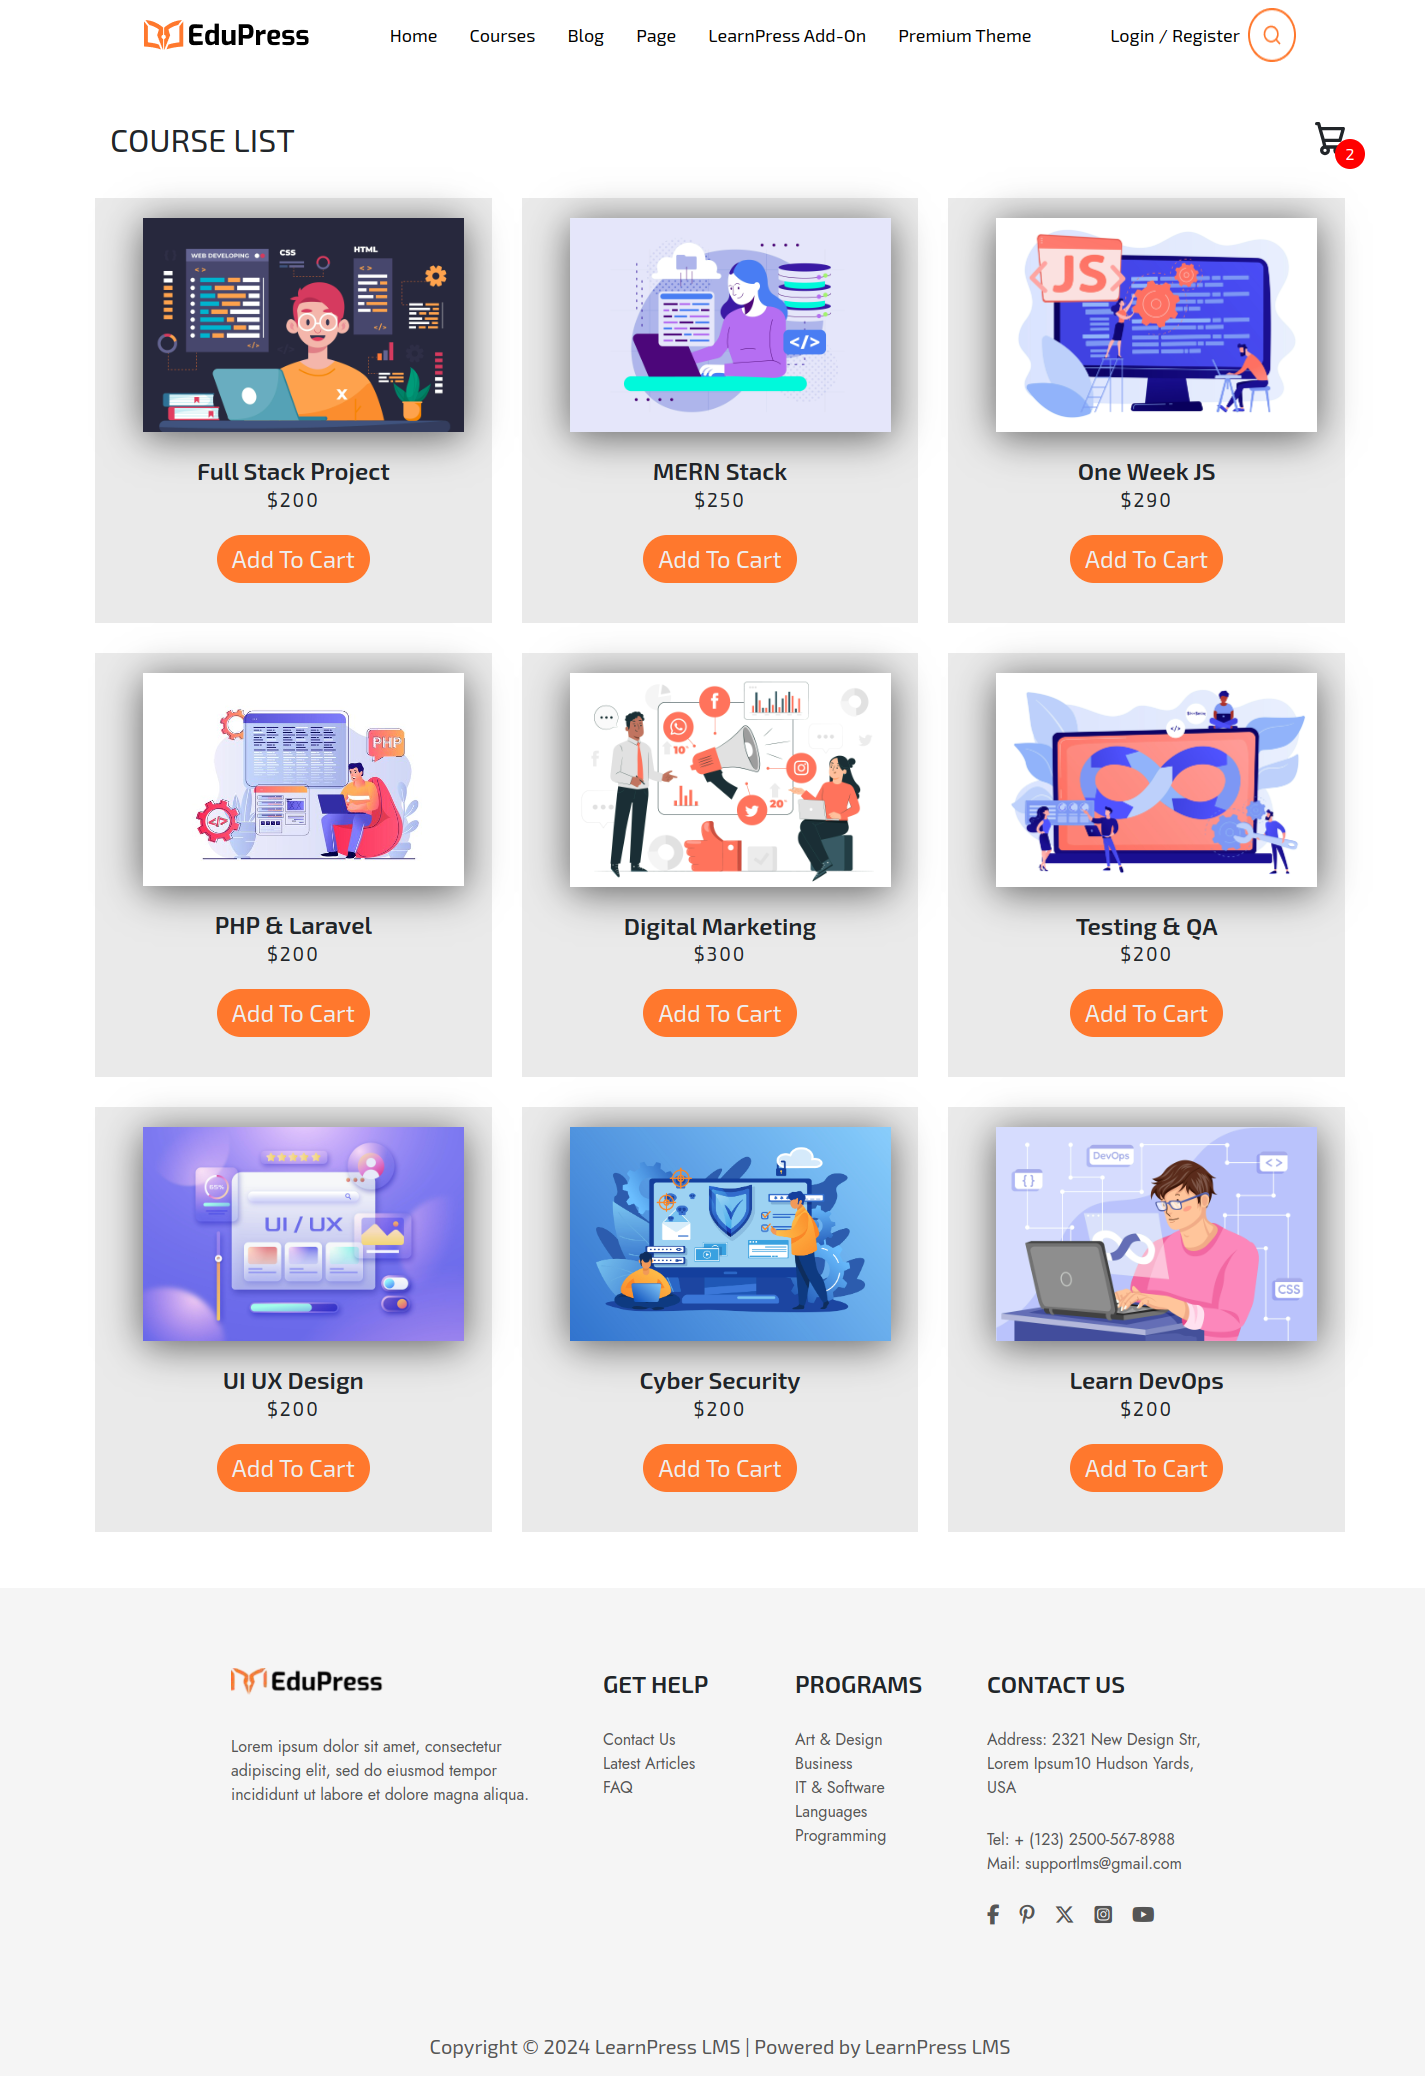 EduPress
Home Courses Blog Page LearnPress Add-On Premium Theme Login / Register
COURSE LIST
2
WEB DEVELOPING
CSS
HTML
< >
</>
X
</>
JS
Full Stack Project
MERN Stack
One Week JS
$200
$250
$290
Add To Cart
Add To Cart
Add To Cart
PHP
</>
f
10
20
</>
PHP & Laravel
Digital Marketing
Testing & QA
$200
$300
$200
Add To Cart
Add To Cart
Add To Cart
65%
UI / UX
DevOps
{ }
< >
CSS
UI UX Design
Cyber Security
Learn DevOps
$200
$200
$200
Add To Cart
Add To Cart
Add To Cart
EduPress
Lorem ipsum dolor sit amet, consectetur
adipiscing elit, sed do eiusmod tempor
incididunt ut labore et dolore magna aliqua.
GET HELP
Contact Us
Latest Articles
FAQ
PROGRAMS
Art & Design
Business
IT & Software
Languages
Programming
CONTACT US
Address: 2321 New Design Str,
Lorem Ipsum10 Hudson Yards,
USA
Tel: + (123) 2500-567-8988
Mail: supportlms@gmail.com
Copyright © 2024 LearnPress LMS | Powered by LearnPress LMS